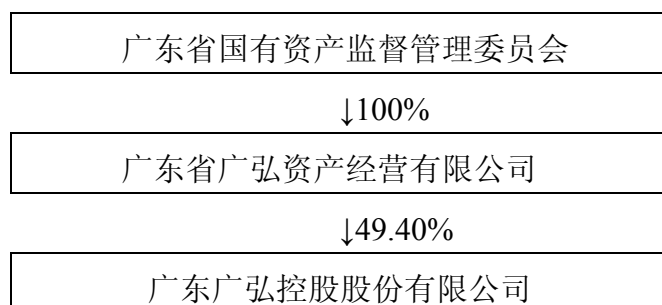 广东省国有资产监督管理委员会
↓100%
广东省广弘资产经营有限公司
↓49.40%
广东广弘控股股份有限公司